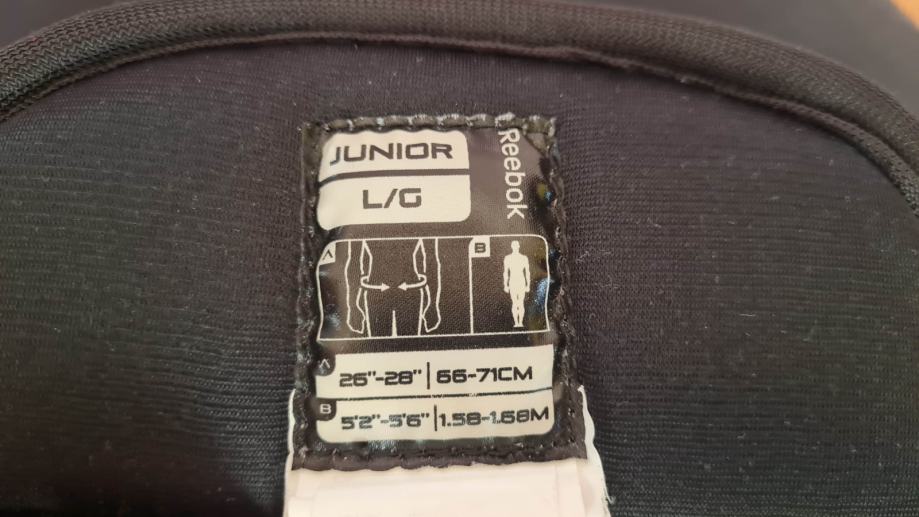 JUNIOR
L/G
Reebok
A
B
A 26"-28" | 66-71CM
B 5'2"-5'6" | 1.58-1.68M